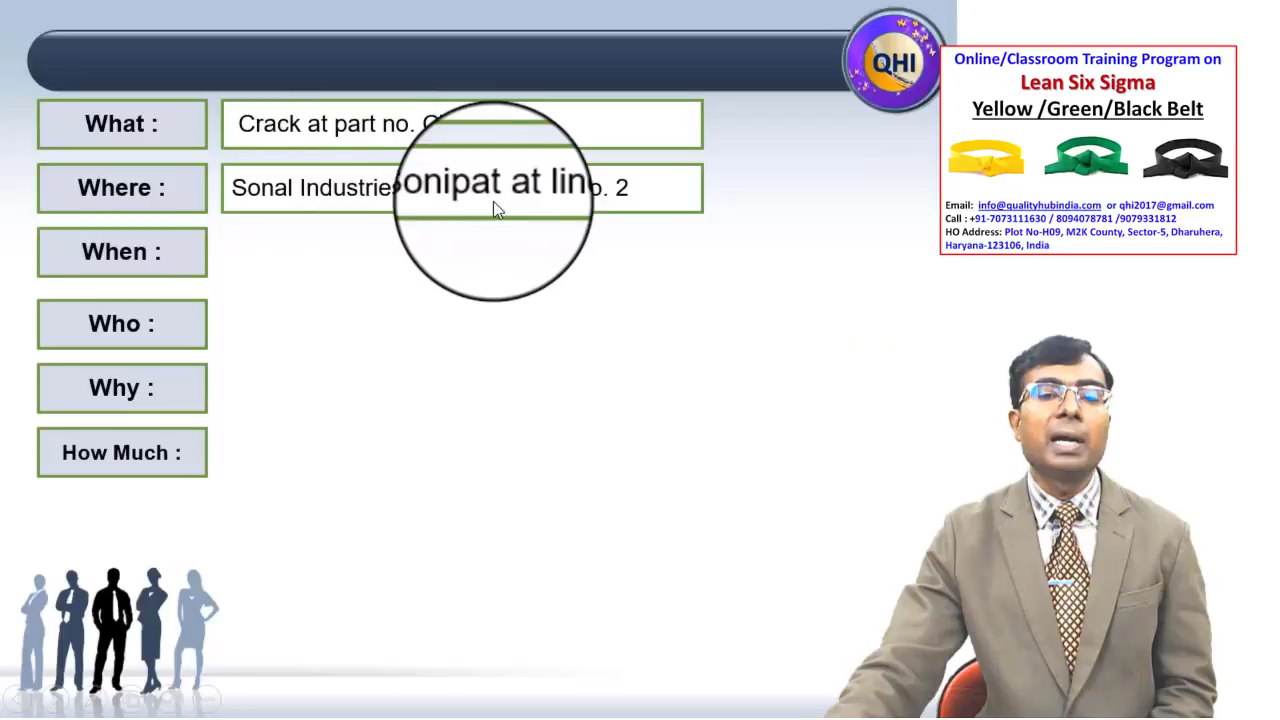 QHI
Online/Classroom Training Program on
Lean Six Sigma
Yellow /Green/Black Belt
Email: info@qualityhubindia.com or qhi2017@gmail.com
Call : +91-7073111630 / 8094078781 /9079331812
HO Address: Plot No-H09, M2K County, Sector-5, Dharuhera,
Haryana-123106, India
What : Crack at part no.
Where : Sonal Industries onipat at lin o. 2
When :
Who :
Why :
How Much :